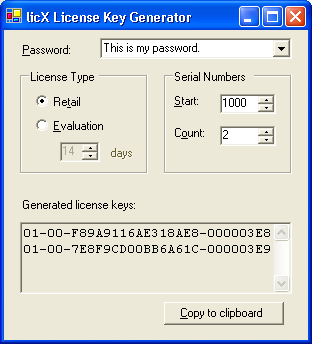 licX License Key Generator
Password: This is my password.
License Type
Retail
Evaluation
14 days
Serial Numbers
Start: 1000
Count: 2
Generated license keys:
01-00-F89A9116AE318AE8-000003E8
01-00-7E8F9CD00BB6A61C-000003E9
Copy to clipboard